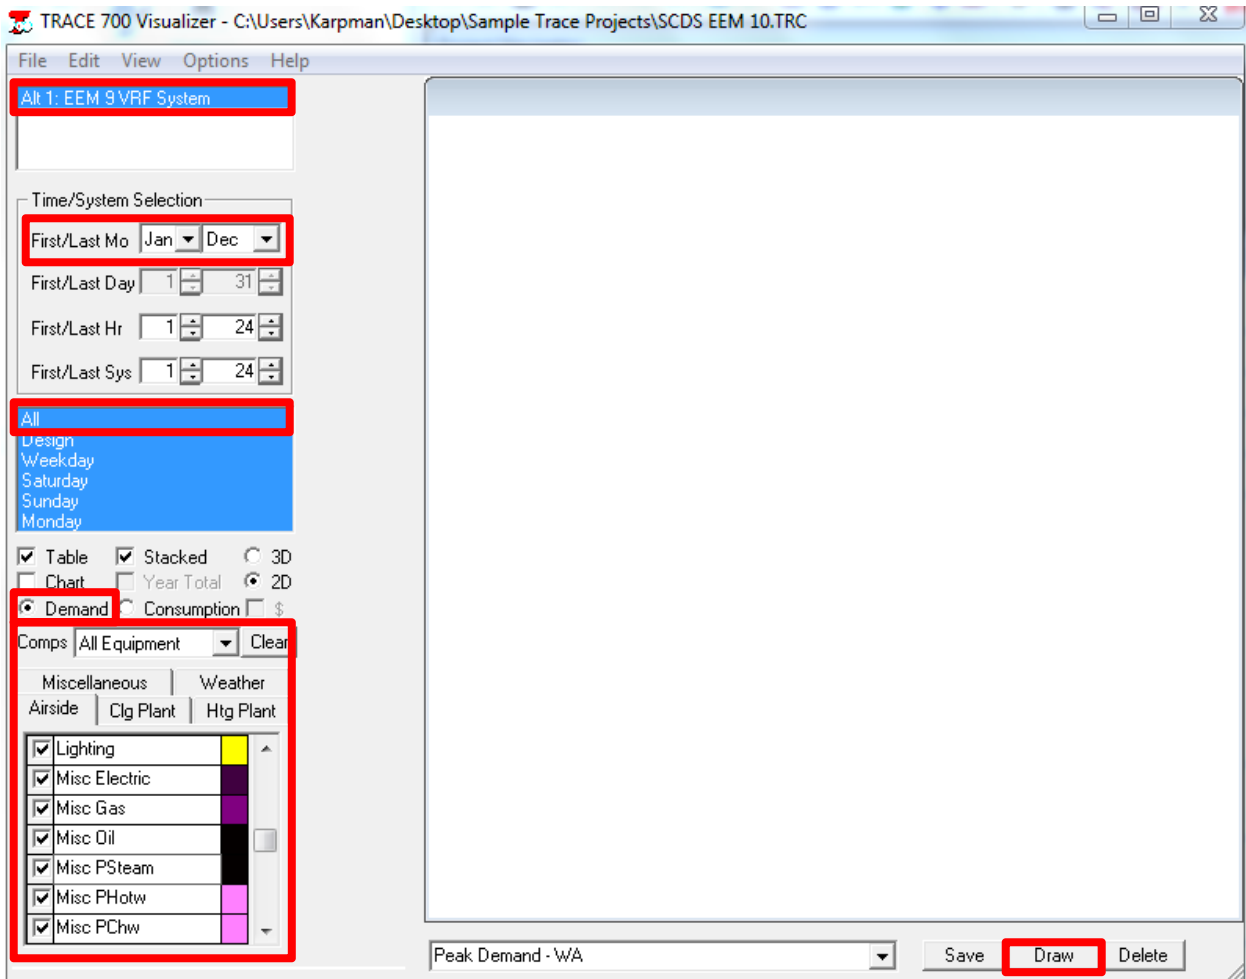 TRACE 700 Visualizer - C:\Users\Karpman\Desktop\Sample Trace Projects\SCDS EEM 10.TRC
File Edit View Options Help
Alt 1: EEM 9 VRF System
Time/System Selection
First/Last Mo Jan Dec
First/Last Day 1 31
First/Last Hr 1 24
First/Last Sys 1 24
All
Design
Weekday
Saturday
Sunday
Monday
Table Stacked 3D
Chart Year Total 2D
Demand Consumption $
Comps All Equipment Clear
Miscellaneous Weather
Airside Clg Plant Htg Plant
Lighting
Misc Electric
Misc Gas
Misc Oil
Misc PSteam
Misc PHotw
Misc PChw
Peak Demand - WA Save Draw Delete